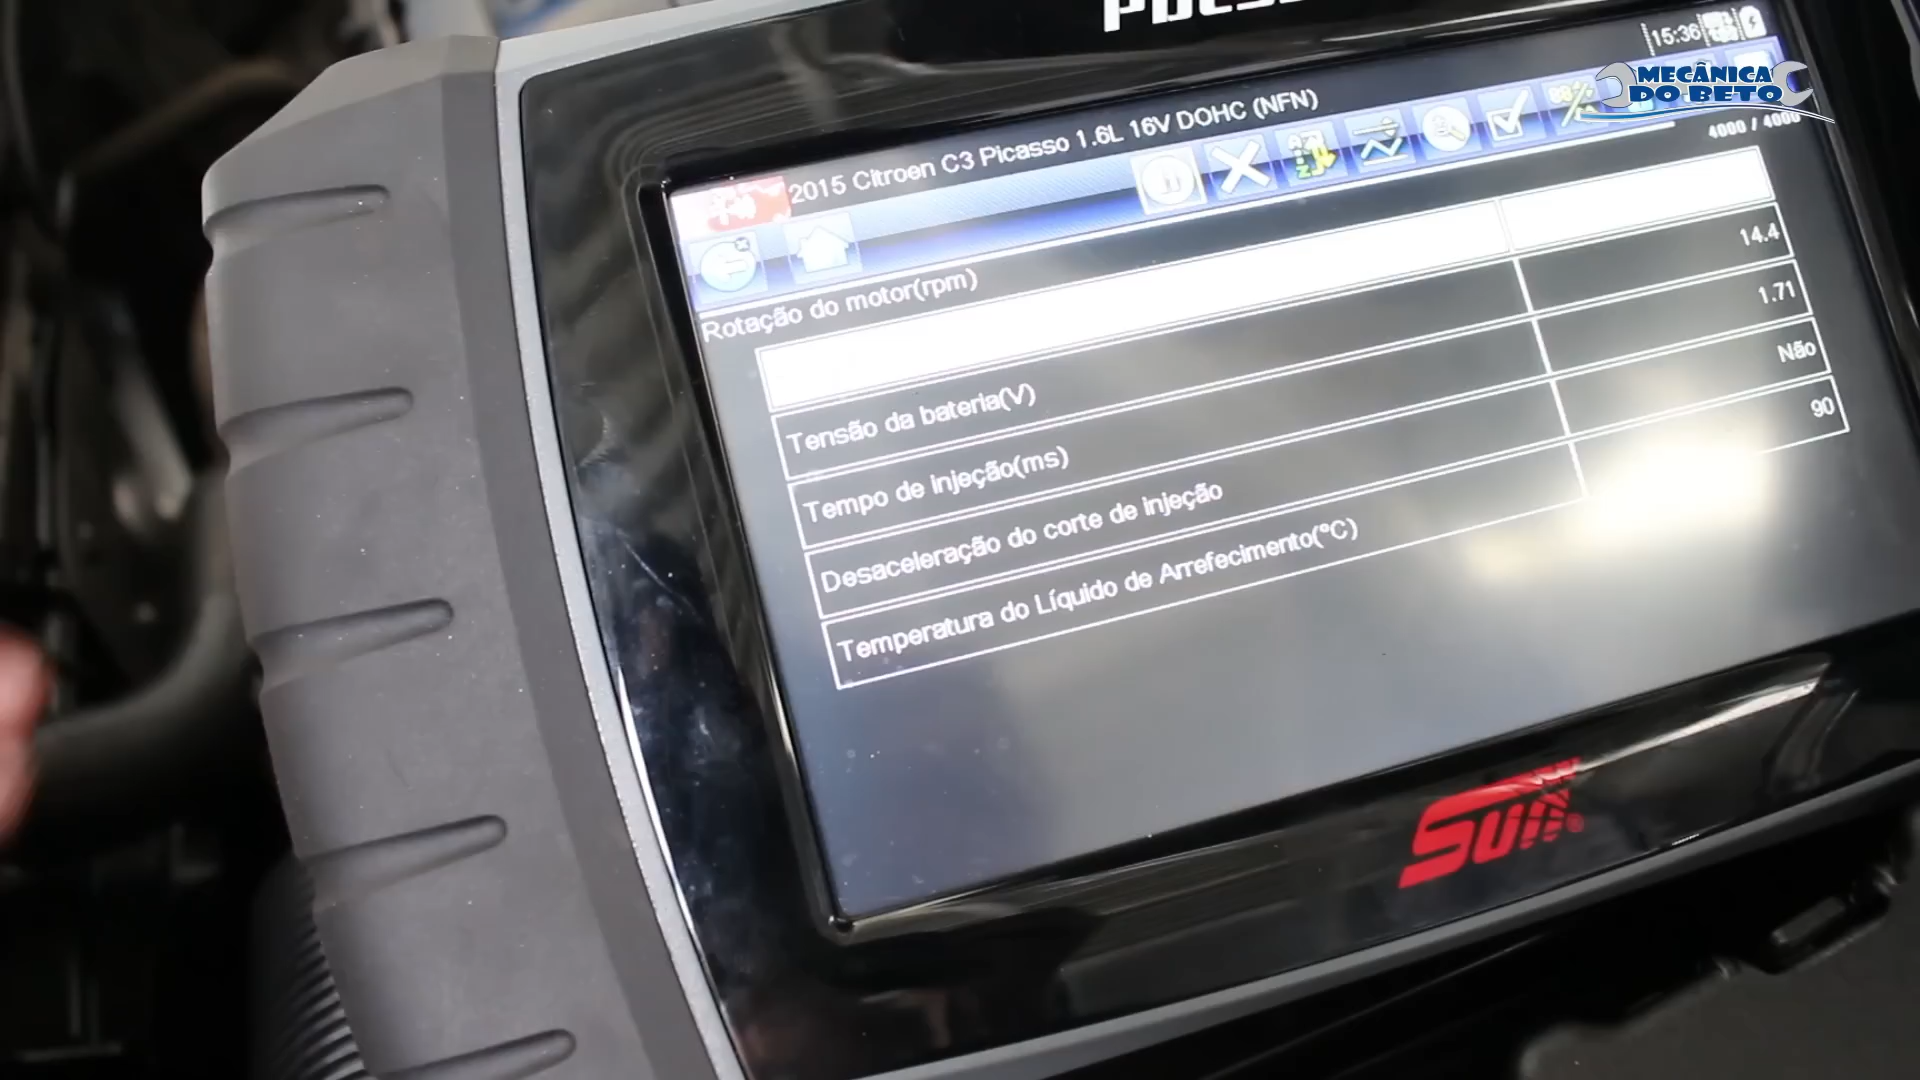 15:36
MECÂNICA
DO BETO
2015 Citroen C3 Picasso 1.6L 16V DOHC (NFN)
4000 / 4000
Rotação do motor(rpm)
Tensão da bateria(V) 14.4
Tempo de injeção(ms) 1.71
Desaceleração do corte de injeção Não
Temperatura do Líquido de Arrefecimento(°C) 90
Sun®